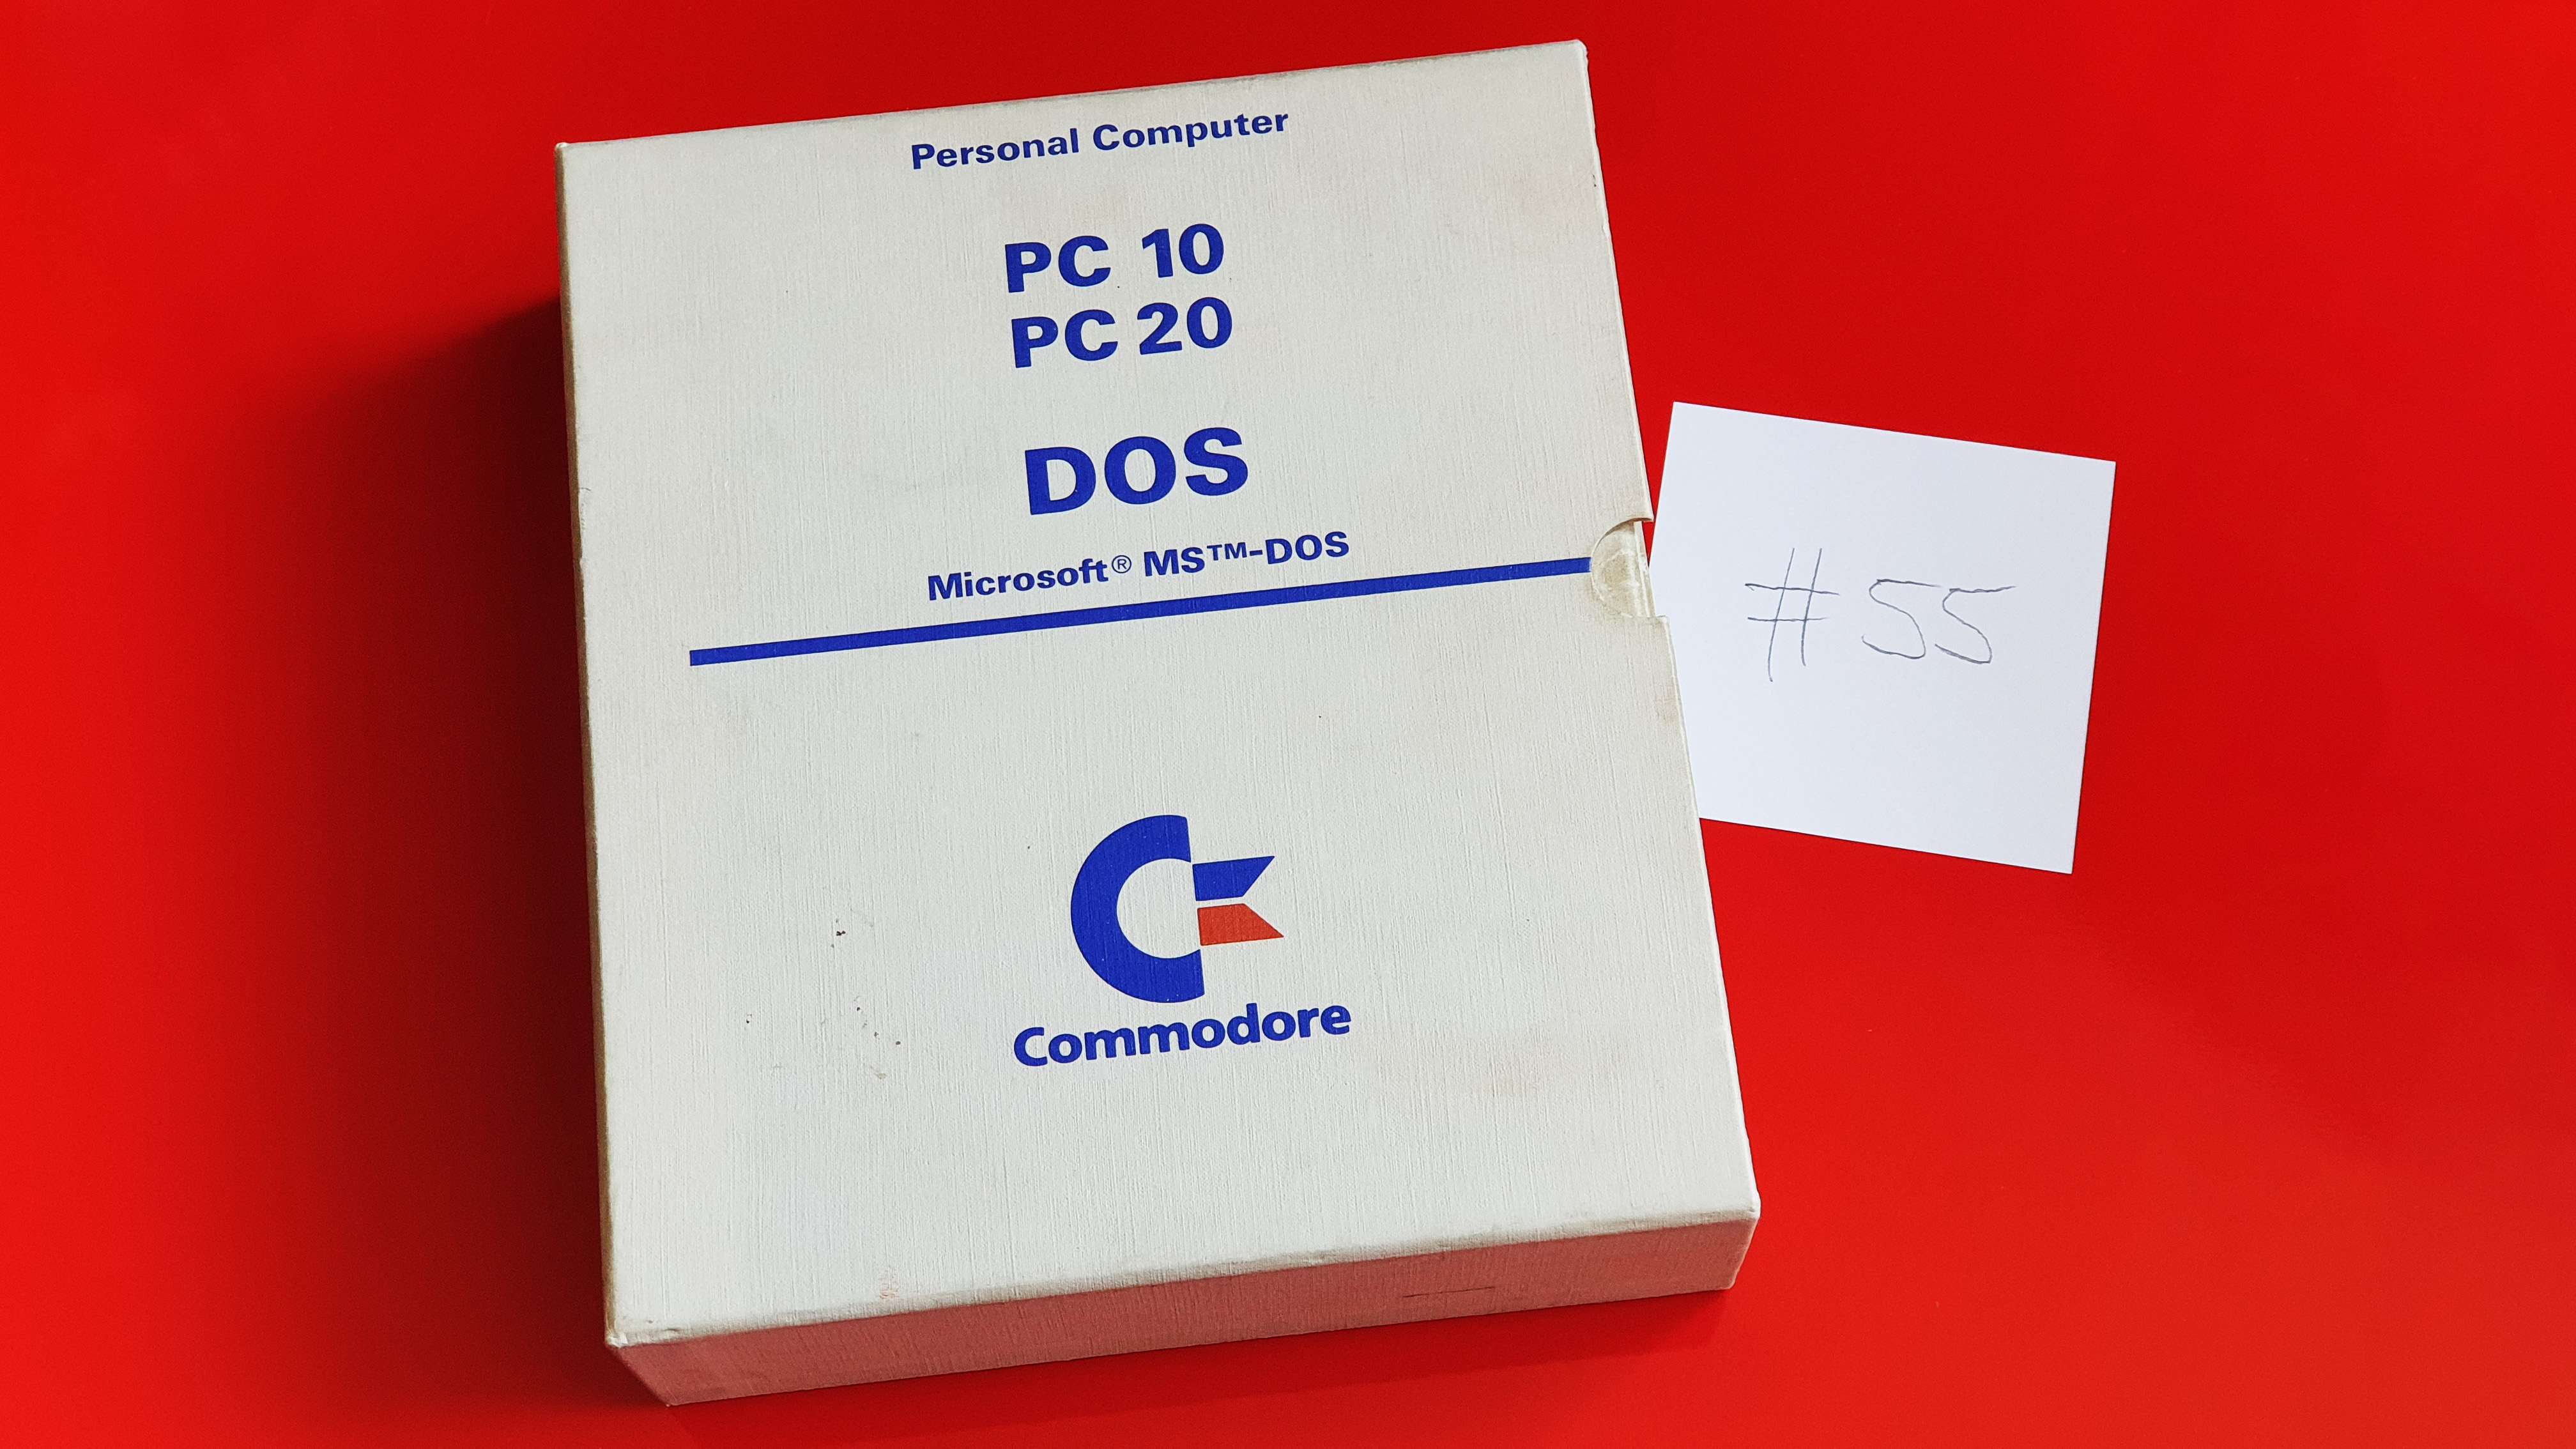 Personal Computer
PC 10
PC 20
DOS
Microsoft® MS™-DOS
#55
Commodore